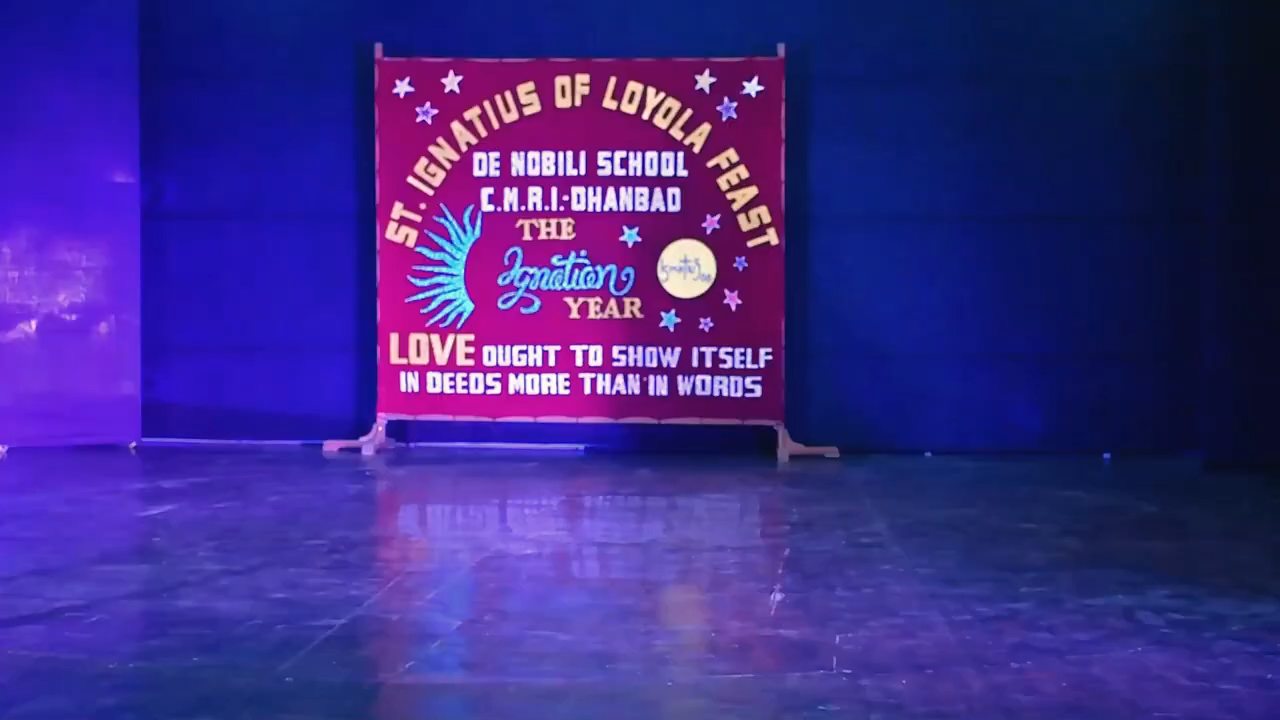 ST. IGNATIUS OF LOYOLA FEAST
DE NOBILI SCHOOL
C.M.R.I.-DHANBAD
THE
Ignatian
YEAR
LOVE OUGHT TO SHOW ITSELF
IN DEEDS MORE THAN IN WORDS